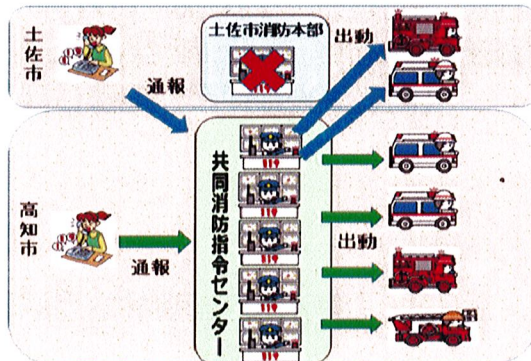 土佐市
土佐市消防本部
出動
通報
共同消防指令センター
119
119
119
119
119
高知市
通報
出動